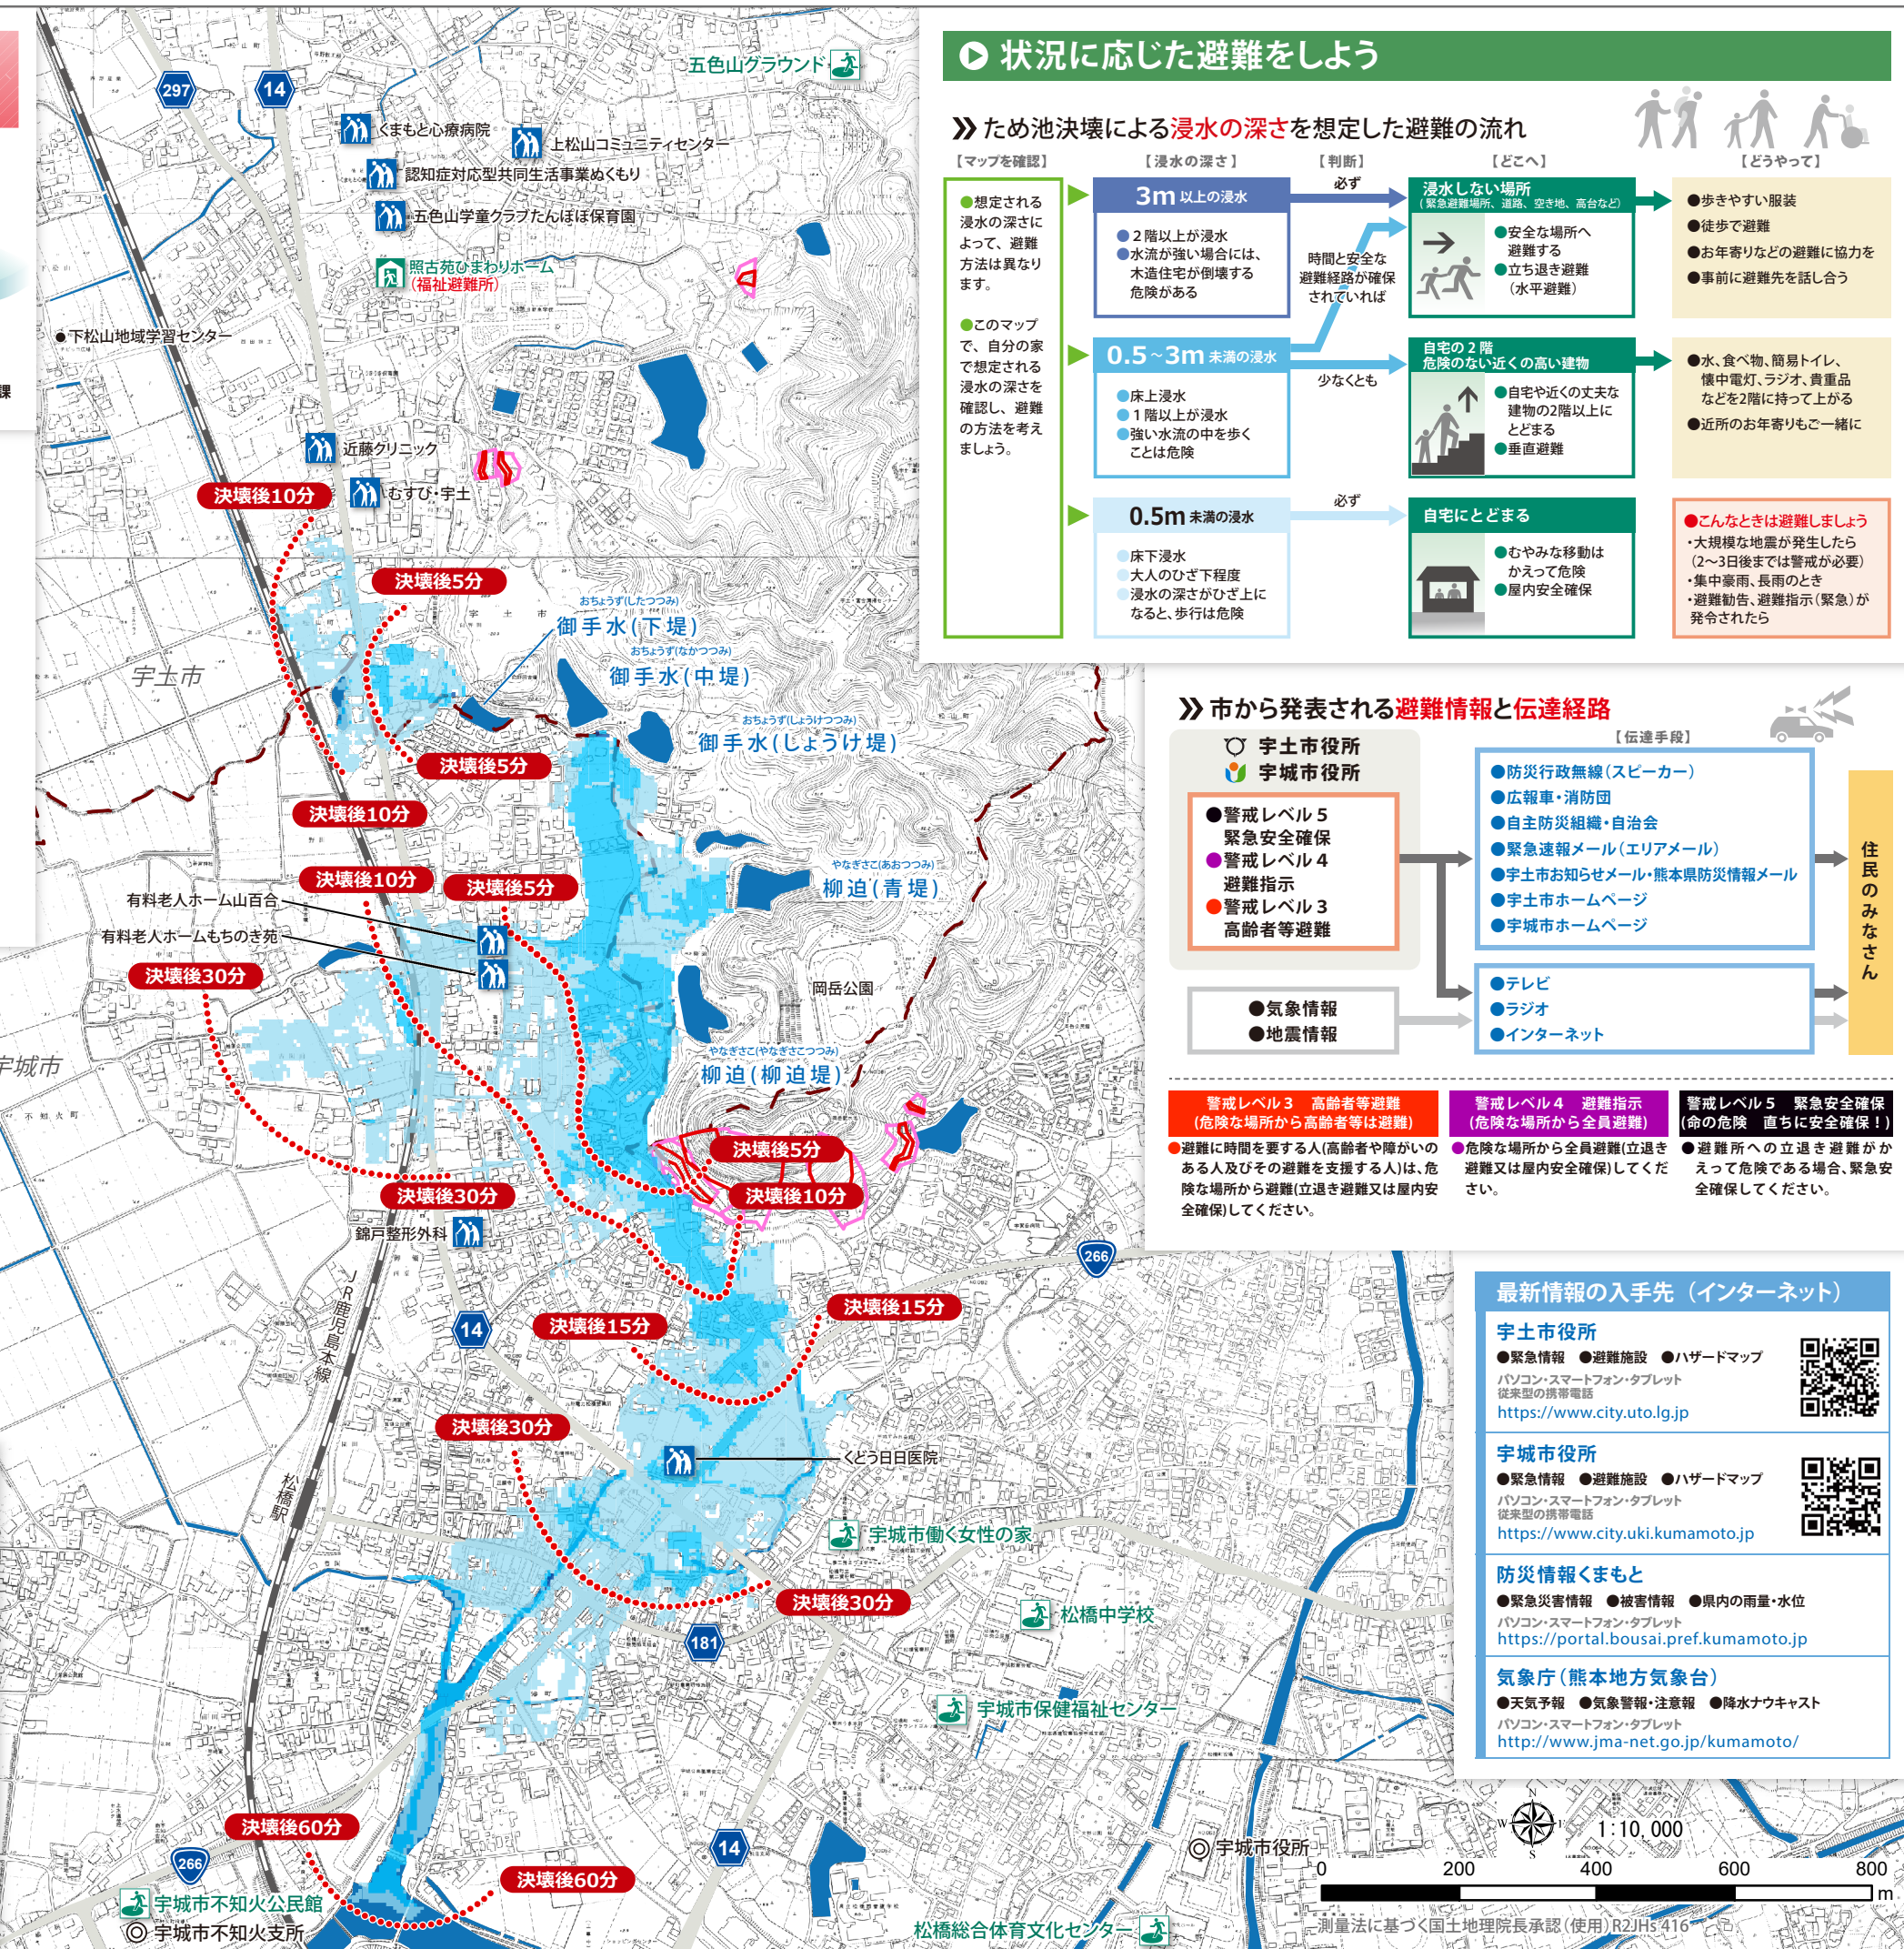 状況に応じた避難をしよう
ため池決壊による浸水の深さを想定した避難の流れ
【マップを確認】
【浸水の深さ】
【判断】
【どこへ】
【どうやって】
●想定される
浸水の深さに
よって、避難
方法は異なり
ます。
●このマップ
で、自分の家
で想定される
浸水の深さを
確認し、避難
の方法を考え
ましょう。
3m以上の浸水
●2階以上が浸水
●水流が強い場合には、
木造住宅が倒壊する
危険がある
必ず
時間と安全な
避難経路が確保
されていれば
浸水しない場所
(緊急避難場所、道路、空き地、高台など)
●安全な場所へ
避難する
●立ち退き避難
(水平避難)
●歩きやすい服装
●徒歩で避難
●お年寄りなどの避難に協力を
●事前に避難先を話し合う
0.5~3m未満の浸水
●床上浸水
●1階以上が浸水
●強い水流の中を歩く
ことは危険
少なくとも
自宅の2階
危険のない近くの高い建物
●自宅や近くの丈夫な
建物の2階以上に
とどまる
●垂直避難
●水、食べ物、簡易トイレ、
懐中電灯、ラジオ、貴重品
などを2階に持って上がる
●近所のお年寄りもご一緒に
0.5m未満の浸水
●床下浸水
●大人のひざ下程度
●浸水の深さがひざ上に
なると、歩行は危険
必ず
自宅にとどまる
●むやみな移動は
かえって危険
●屋内安全確保
●こんなときは避難しましょう
・大規模な地震が発生したら
(2〜3日後までは警戒が必要)
・集中豪雨、長雨のとき
・避難勧告、避難指示(緊急)が
発令されたら
市から発表される避難情報と伝達経路
【伝達手段】
宇土市役所
宇城市役所
●警戒レベル5
緊急安全確保
●警戒レベル4
避難指示
●警戒レベル3
高齢者等避難
●気象情報
●地震情報
●防災行政無線(スピーカー)
●広報車・消防団
●自主防災組織・自治会
●緊急速報メール(エリアメール)
●宇土市お知らせメール・熊本県防災情報メール
●宇土市ホームページ
●宇城市ホームページ
●テレビ
●ラジオ
●インターネット
住民のみなさん
警戒レベル3 高齢者等避難
(危険な場所から高齢者等は避難)
●避難に時間を要する人(高齢者や障がいの
ある人及びその避難を支援する人)は、危
険な場所から避難(立退き避難又は屋内安
全確保)してください。
警戒レベル4 避難指示
(危険な場所から全員避難)
●危険な場所から全員避難(立退き
避難又は屋内安全確保)してくだ
さい。
警戒レベル5 緊急安全確保
(命の危険 直ちに安全確保!)
●避難所への立退き避難がか
えって危険である場合、緊急安
全確保してください。
最新情報の入手先(インターネット)
宇土市役所
●緊急情報 ●避難施設 ●ハザードマップ
パソコン・スマートフォン・タブレット
従来型の携帯電話
https://www.city.uto.lg.jp
宇城市役所
●緊急情報 ●避難施設 ●ハザードマップ
パソコン・スマートフォン・タブレット
従来型の携帯電話
https://www.city.uki.kumamoto.jp
防災情報くまもと
●緊急災害情報 ●被害情報 ●県内の雨量・水位
パソコン・スマートフォン・タブレット
https://portal.bousai.pref.kumamoto.jp
気象庁(熊本地方気象台)
●天気予報 ●気象警報・注意報 ●降水ナウキャスト
パソコン・スマートフォン・タブレット
http://www.jma-net.go.jp/kumamoto/
五色山グラウンド
297
14
くまもと心療病院
上松山コミュニティセンター
認知症対応型共同生活事業ぬくもり
五色山学童クラブたんぽぽ保育園
照古苑ひまわりホーム
(福祉避難所)
●下松山地域学習センター
課
近藤クリニック
むすび・宇土
決壊後10分
決壊後5分
宇土市
おちょうず(したつつみ)
御手水(下堤)
おちょうず(なかつつみ)
御手水(中堤)
宇土市
おちょうず(しょうけつつみ)
御手水(しょうけ堤)
決壊後5分
決壊後10分
決壊後10分
決壊後5分
やなぎさこ(あおつつみ)
柳迫(青堤)
有料老人ホーム山百合
有料老人ホームもちのき苑
決壊後30分
岡岳公園
宇城市
やなぎさこ(やなぎさこつつみ)
柳迫(柳迫堤)
不知火町
決壊後5分
決壊後10分
決壊後30分
錦戸整形外科
266
JR鹿児島本線
14
決壊後15分
決壊後15分
決壊後30分
くどう日日医院
松橋駅
宇城市働く女性の家
決壊後30分
松橋中学校
181
宇城市保健福祉センター
決壊後60分
266
14
宇城市役所
決壊後60分
宇城市不知火公民館
宇城市不知火支所
松橋総合体育文化センター
N
W
S
1:10,000
0 200 400 600 800
m
測量法に基づく国土地理院長承認(使用)R2JHs 416